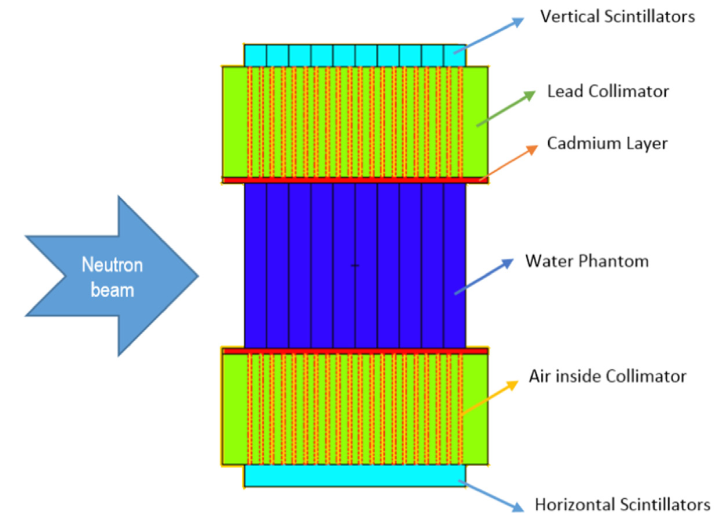 Vertical Scintillators
Lead Collimator
Cadmium Layer
Neutron
beam
Water Phantom
Air inside Collimator
Horizontal Scintillators